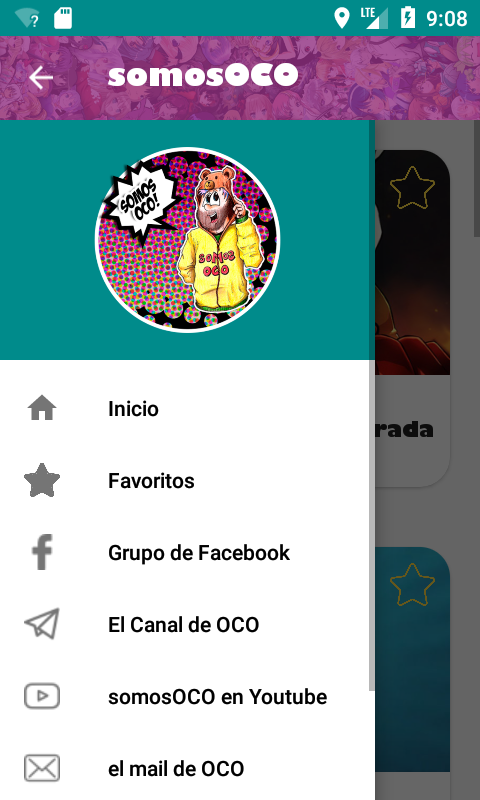 ?
LTE
9:08
somosOCO
SOMOS
OCO!
SOMOS
OCO
rada
Inicio
Favoritos
Grupo de Facebook
El Canal de OCO
somosOCO en Youtube
el mail de OCO